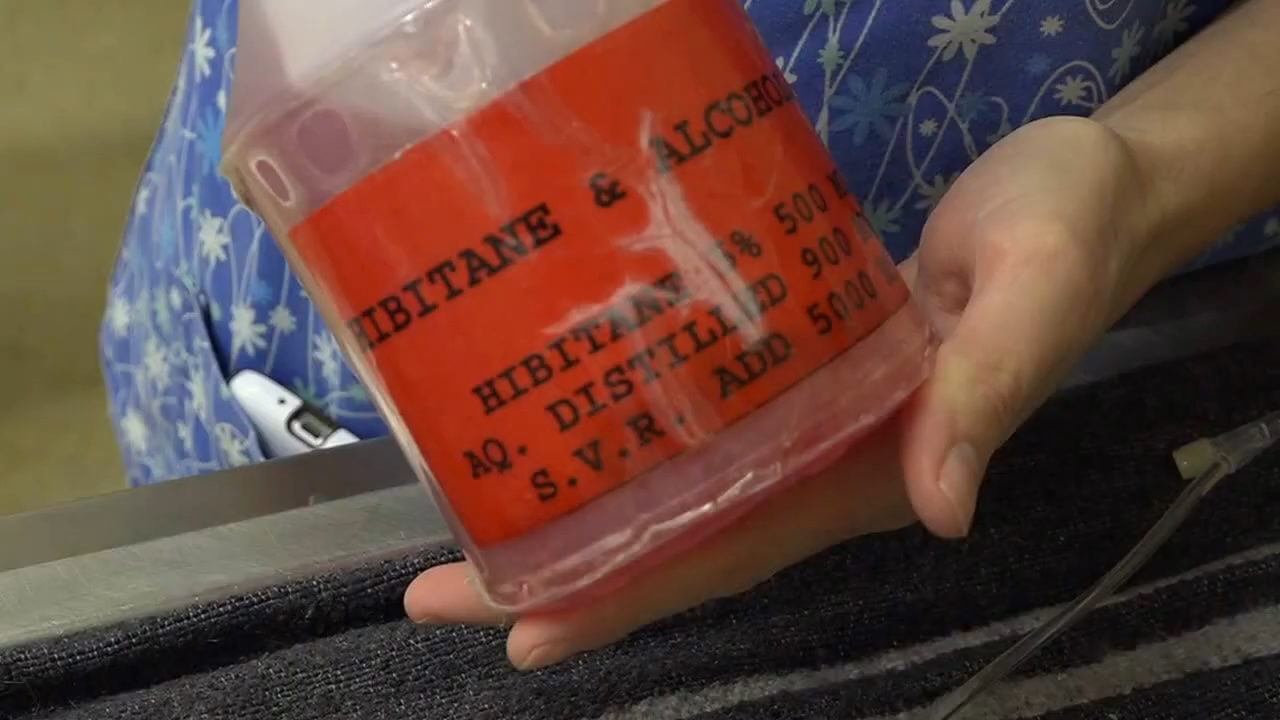 HIBITANE & ALCOHOL
HIBITANE 5% 500
AQ. DISTILLED 900
S.V.R. ADD 5000